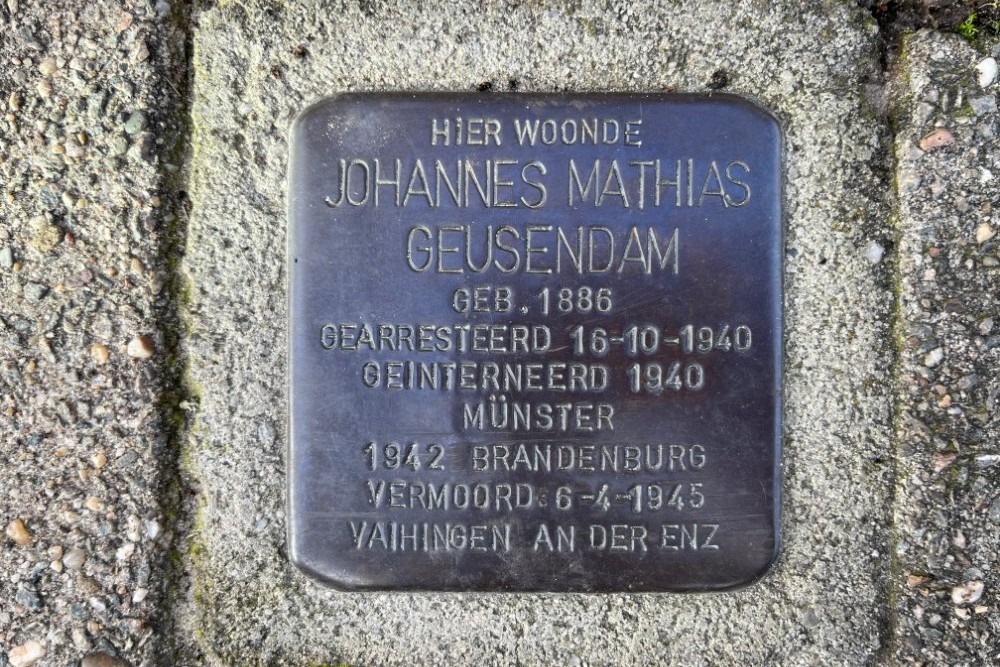 HiER WOONDE
JOHANNES MATHIAS
GEUSENDAM
GEB. 1886
GEARRESTEERD 16-10-1940
GEINTERNEERD 1940
MÜNSTER
1942 BRANDENBURG
VERMOORD 6-4-1945
VAIHINGEN AN DER ENZ